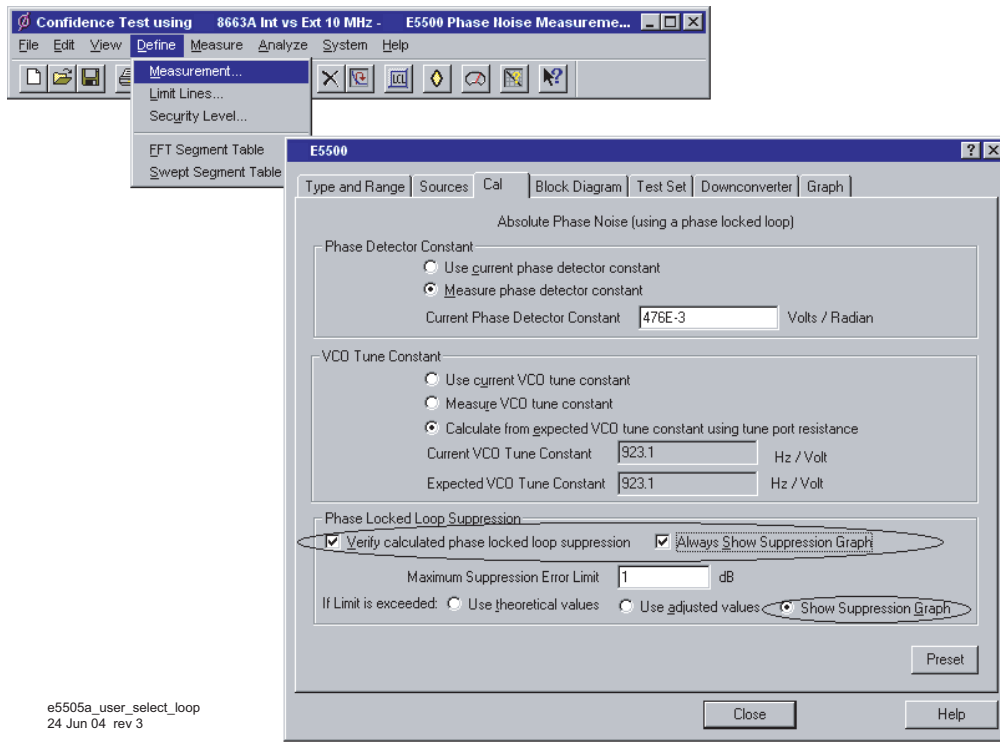 Confidence Test using 8663A Int vs Ext 10 MHz - E5500 Phase Noise Measureme...
File Edit View Define Measure Analyze System Help
Measurement...
Limit Lines...
Security Level...
FFT Segment Table
Swept Segment Table
E5500
Type and Range Sources Cal Block Diagram Test Set Downconverter Graph
Absolute Phase Noise (using a phase locked loop)
Phase Detector Constant
Use current phase detector constant
Measure phase detector constant
Current Phase Detector Constant 476E-3 Volts / Radian
VCO Tune Constant
Use current VCO tune constant
Measure VCO tune constant
Calculate from expected VCO tune constant using tune port resistance
Current VCO Tune Constant 923.1 Hz / Volt
Expected VCO Tune Constant 923.1 Hz / Volt
Phase Locked Loop Suppression
Verify calculated phase locked loop suppression Always Show Suppression Graph
Maximum Suppression Error Limit 1 dB
If Limit is exceeded: Use theoretical values Use adjusted values Show Suppression Graph
Preset
Close Help
e5505a_user_select_loop
24 Jun 04 rev 3